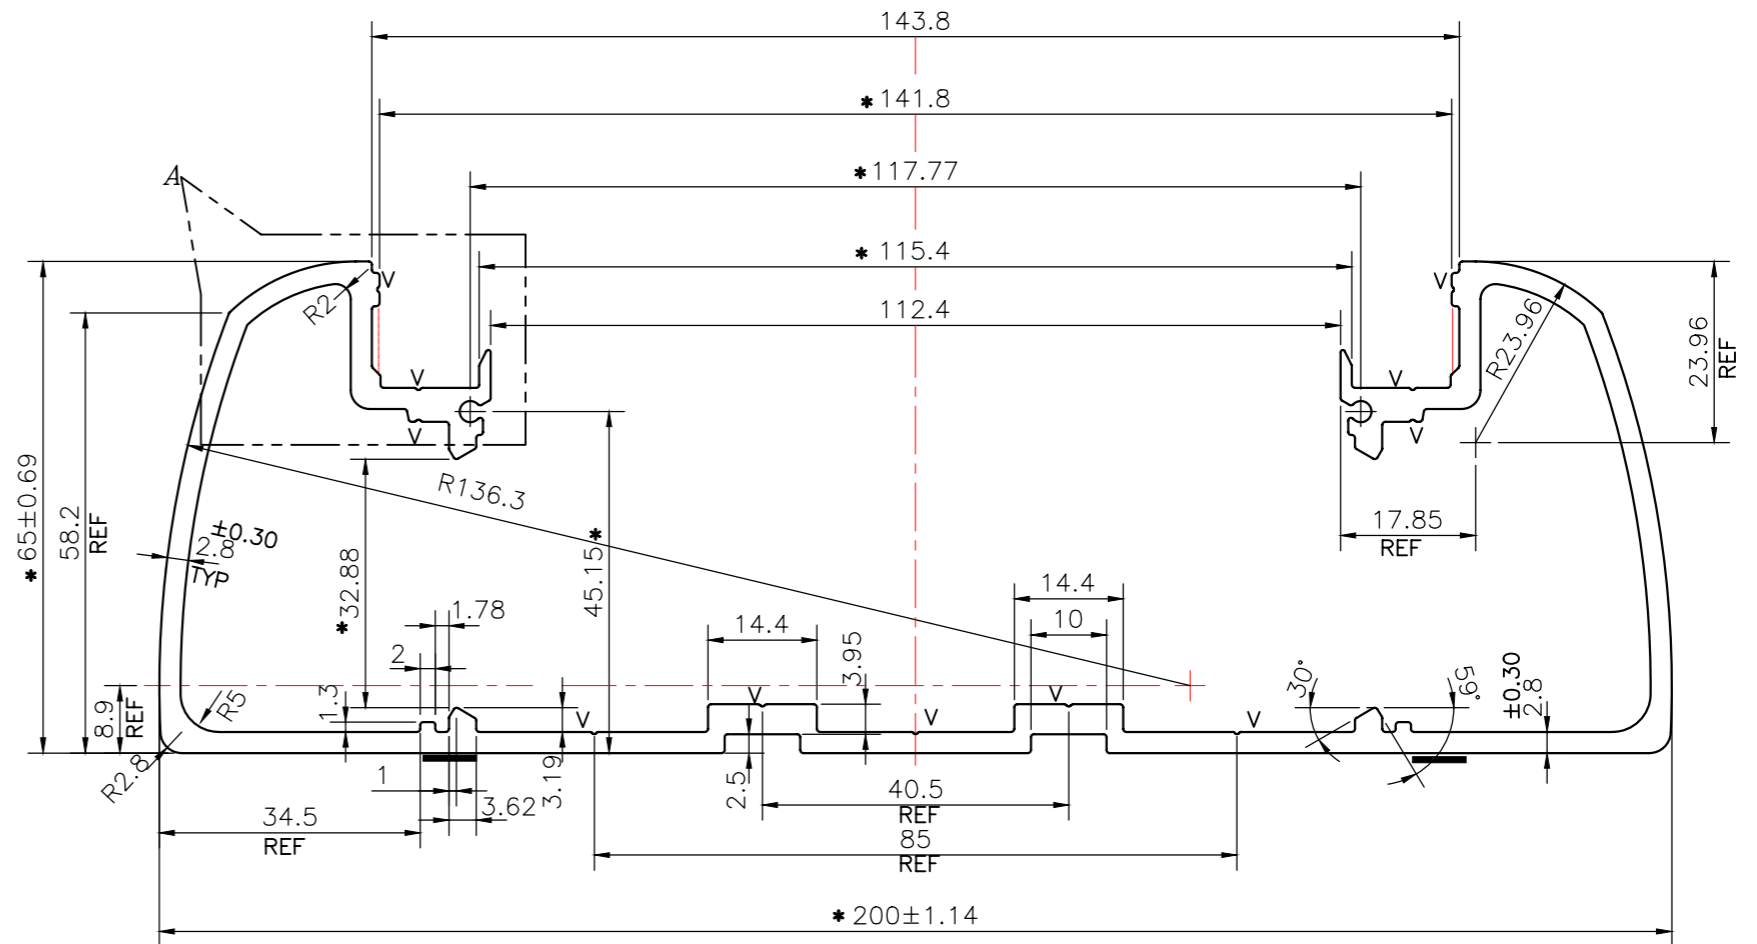 143.8
*141.8
*117.77
A
* 115.4
V
V
R2
112.4
R23.96
23.96
REF
V
V
V
V
R136.3
*65±0.69
58.2
REF
±0.30
2.8
TYP
*32.88
45.15*
17.85
REF
1.78
14.4
14.4
10
2
3.95
1.3
V
V
30°
59°
±0.30
2.8
8.9
REF
R5
V
V
V
R2.8
1
3.19
2.5
3.62
40.5
REF
34.5
REF
85
REF
*200±1.14